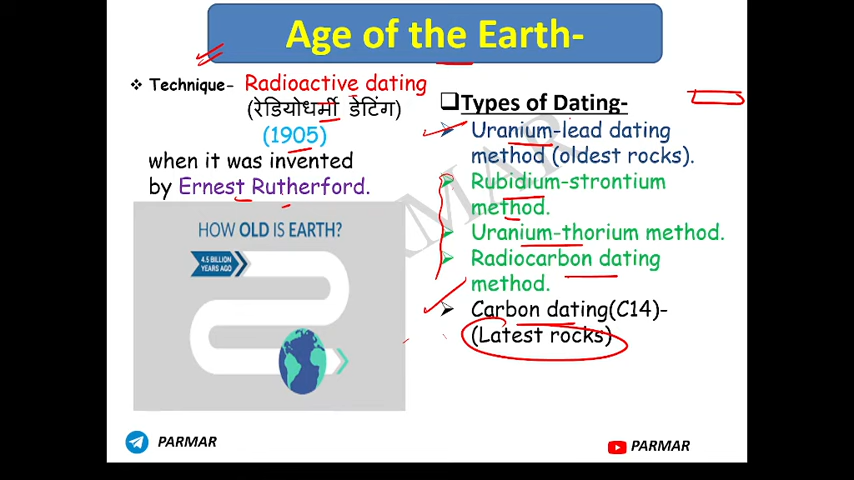 Age of the Earth-
❖ Technique- Radioactive dating
(रेडियोधर्मी डेटिंग)
(1905)
when it was invented
by Ernest Rutherford.
HOW OLD IS EARTH?
4.5 BILLION
YEARS AGO
❑Types of Dating-
➢ Uranium-lead dating
method (oldest rocks).
➢ Rubidium-strontium
method.
➢ Uranium-thorium method.
➢ Radiocarbon dating
method.
➢ Carbon dating(C14)-
(Latest rocks)
PARMAR
PARMAR
PARMAR